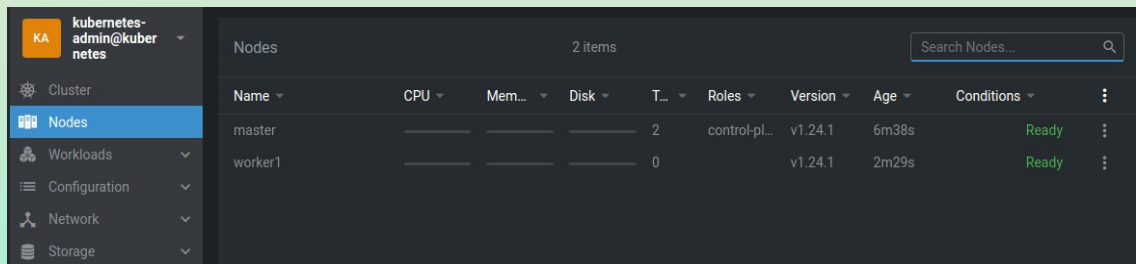 KA
kubernetes-
admin@kuber
netes
Cluster
Nodes
Workloads
Configuration
Network
Storage
Nodes 2 items Search Nodes...
Name CPU Mem... Disk T... Roles Version Age Conditions
master 2 control-pl... v1.24.1 6m38s Ready
worker1 0 v1.24.1 2m29s Ready